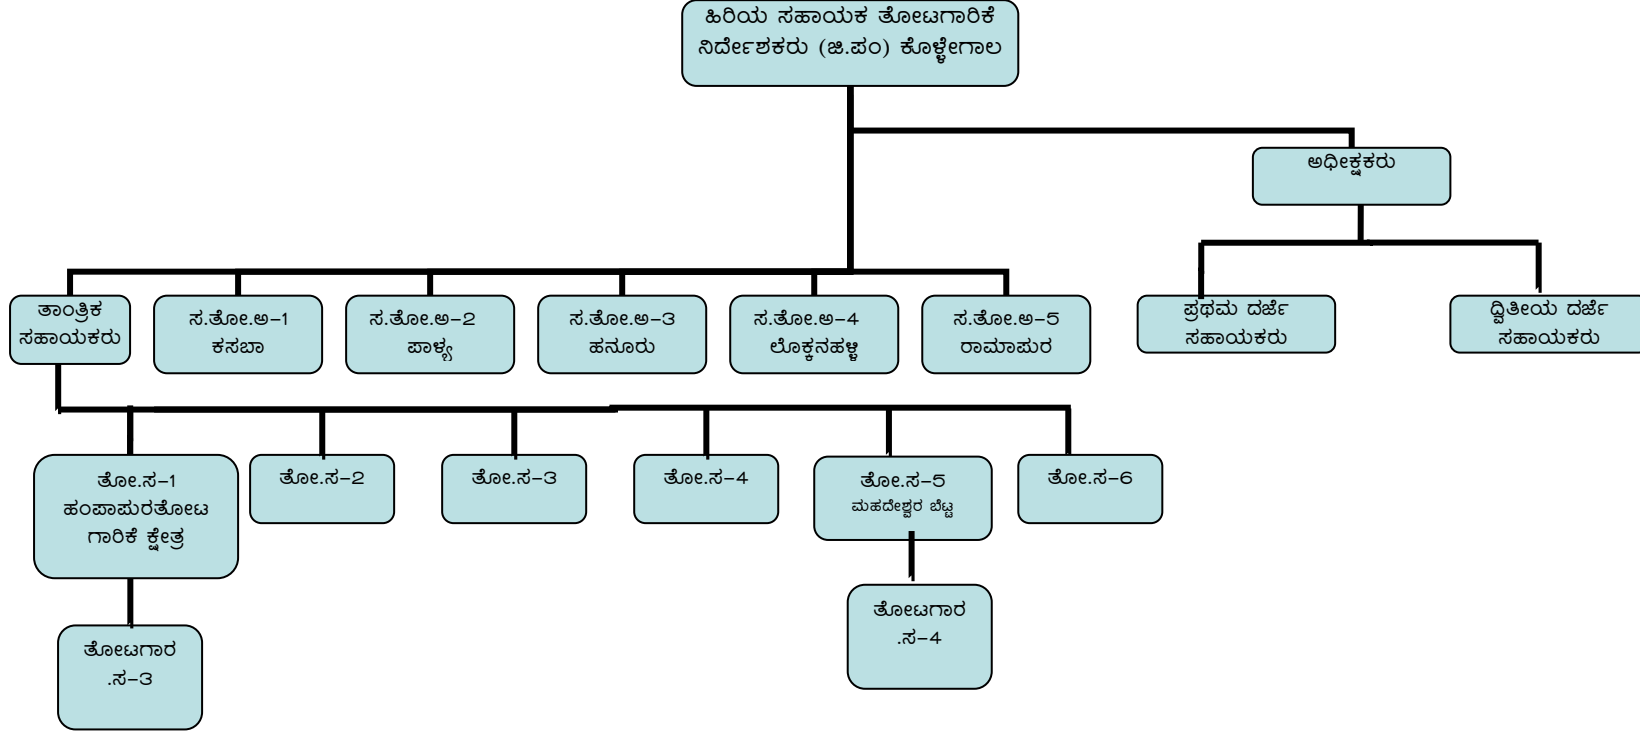 ಹಿರಿಯ ಸಹಾಯಕ ತೋಟಗಾರಿಕೆ
ನಿರ್ದೇಶಕರು (ಜಿ.ಪಂ) ಕೊಳ್ಳೇಗಾಲ
ಅಧೀಕ್ಷಕರು
ತಾಂತ್ರಿಕ
ಸಹಾಯಕರು
ಸ.ತೋ.ಅ-1
ಕಸಬಾ
ಸ.ತೋ.ಅ-2
ಪಾಳ್ಯ
ಸ.ತೋ.ಅ-3
ಹನೂರು
ಸ.ತೋ.ಅ-4
ಲೊಕ್ಕನಹಳ್ಳಿ
ಸ.ತೋ.ಅ-5
ರಾಮಾಪುರ
ಪ್ರಥಮ ದರ್ಜೆ
ಸಹಾಯಕರು
ದ್ವಿತೀಯ ದರ್ಜೆ
ಸಹಾಯಕರು
ತೋ.ಸ-1
ಹಂಪಾಪುರತೋಟ
ಗಾರಿಕೆ ಕ್ಷೇತ್ರ
ತೋ.ಸ-2
ತೋ.ಸ-3
ತೋ.ಸ-4
ತೋ.ಸ-5
ಮಹದೇಶ್ವರ ಬೆಟ್ಟ
ತೋ.ಸ-6
ತೋಟಗಾರ
.ಸ-3
ತೋಟಗಾರ
.ಸ-4